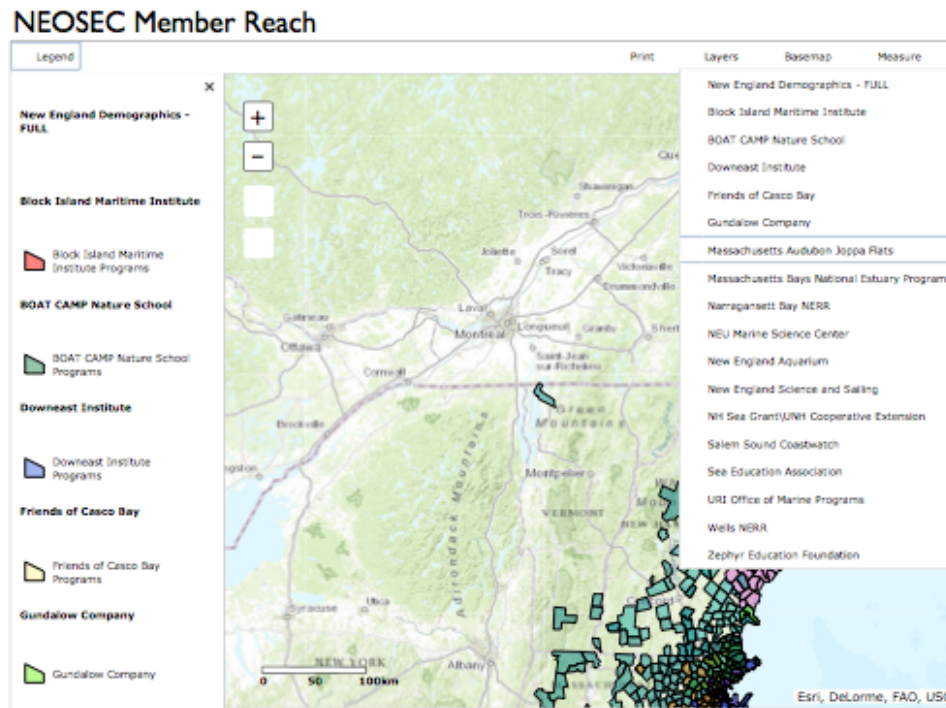 NEOSEC Member Reach
Legend
Print
Layers
Basemap
Measure
New England Demographics -
FULL
Block Island Maritime Institute
Block Island Maritime
Institute Programs
BOAT CAMP Nature School
BOAT CAMP Nature School
Programs
Downeast Institute
Downeast Institute
Programs
Friends of Casco Bay
Friends of Casco Bay
Programs
Gundalow Company
Gundalow Company
+
−
New England Demographics - FULL
Block Island Maritime Institute
BOAT CAMP Nature School
Downeast Institute
Friends of Casco Bay
Gundalow Company
Massachusetts Audubon Joppa Flats
Massachusetts Bays National Estuary Program
Narragansett Bay NERR
NEU Marine Science Center
New England Aquarium
New England Science and Sailing
NH Sea Grant\UNH Cooperative Extension
Salem Sound Coastwatch
Sea Education Association
URI Office of Marine Programs
Wells NERR
Zephyr Education Foundation
Shawinigan
Trois-Rivières
Joliette
Sorel
Tracy
Victoriaville
Drummondville
Laval
Montréal
Longueuil
Granby
Sherb
Gatineau
Ottawa
Saint-Jean
sur-Richelieu
Cornwall
Brockville
ngston
Green
Mountains
Montpelier
VERMONT
Adirondack Mountains
Concord
Syracuse
Utica
NEW YORK
Albany
0 50 100km
Esri, DeLorme, FAO, USG